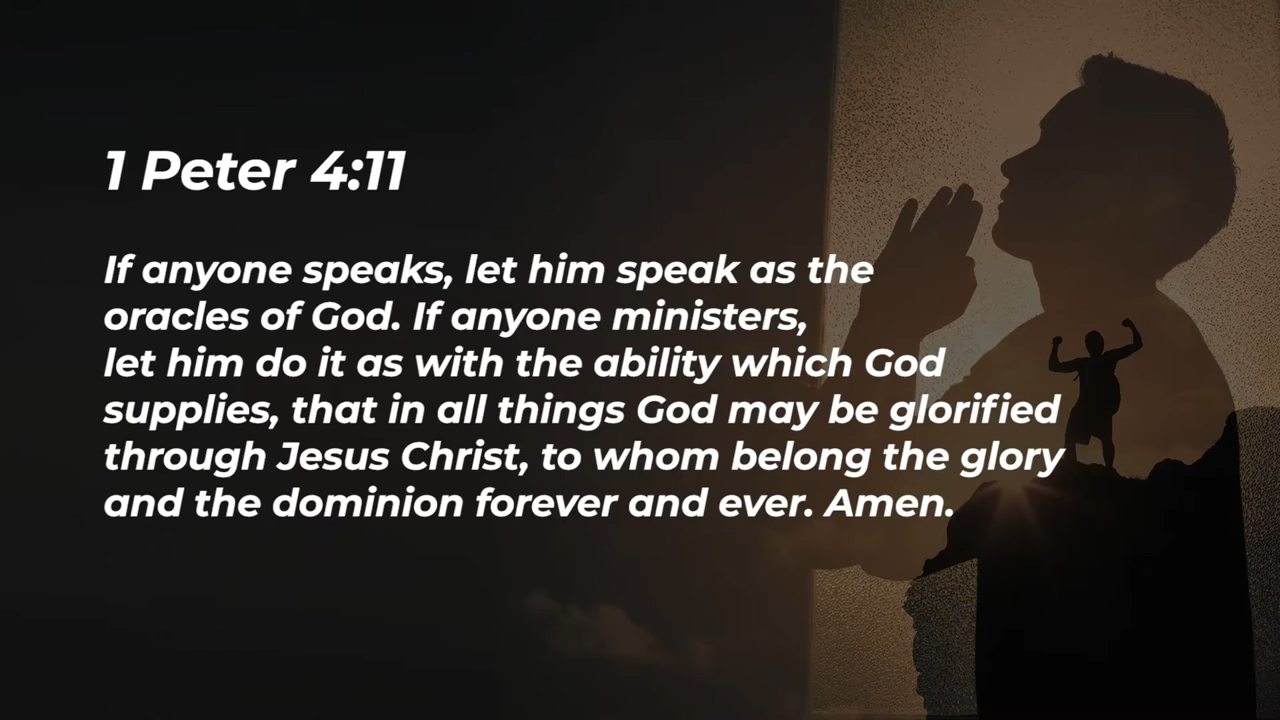 1 Peter 4:11
If anyone speaks, let him speak as the
oracles of God. If anyone ministers,
let him do it as with the ability which God
supplies, that in all things God may be glorified
through Jesus Christ, to whom belong the glory
and the dominion forever and ever. Amen.